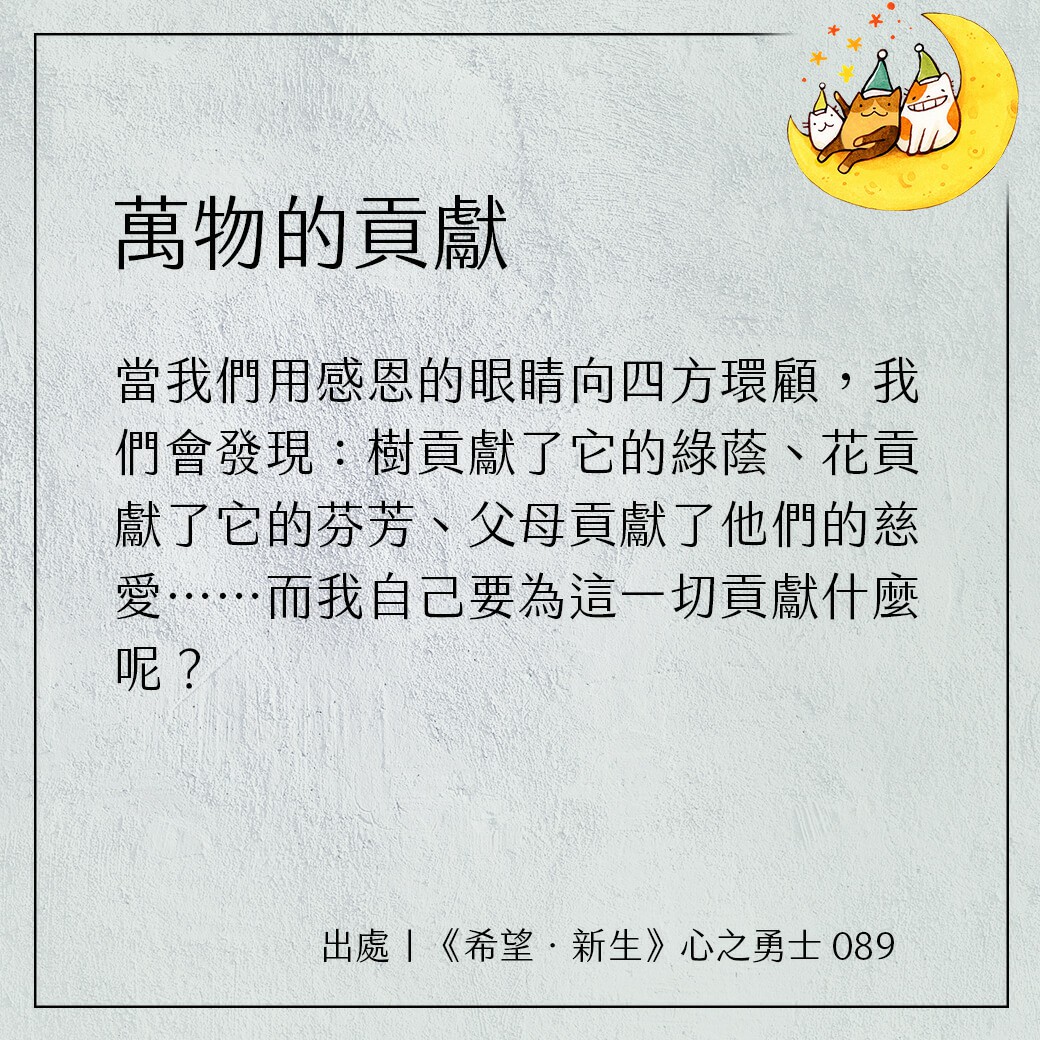 萬物的貢獻
當我們用感恩的眼睛向四方環顧，我
們會發現：樹貢獻了它的綠蔭、花貢
獻了它的芬芳、父母貢獻了他們的慈
愛⋯⋯而我自己要為這一切貢獻什麼
呢？
出處｜《希望．新生》心之勇士 089